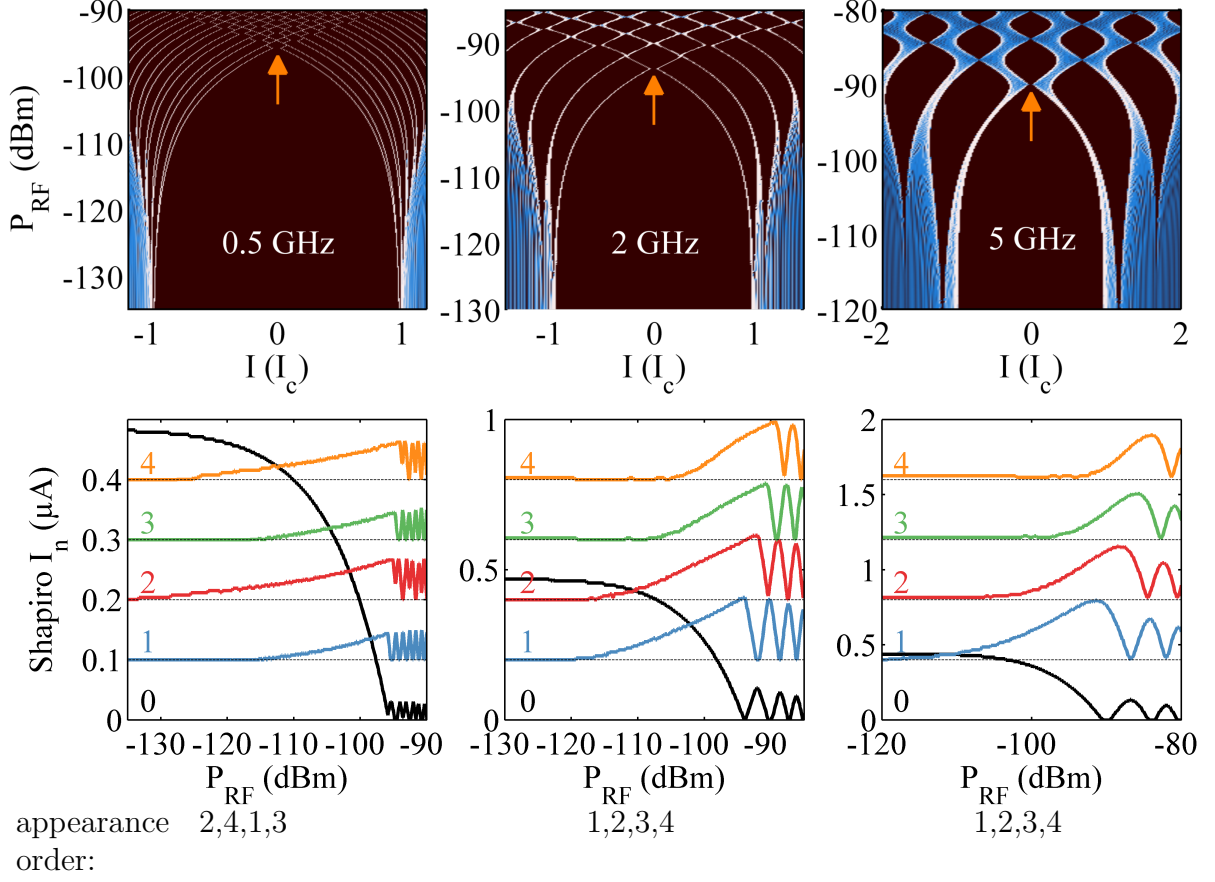 -90
-100
-110
-120
-130
P_RF (dBm)
0.5 GHz
-1 0 1
I (I_c)
-90
-100
-110
-120
-130
2 GHz
-1 0 1
I (I_c)
-80
-90
-100
-110
-120
5 GHz
-2 0 2
I (I_c)
0.4
0.3
0.2
0.1
0
Shapiro I_n (µA)
4
3
2
1
0
-130 -120 -110 -100 -90
P_RF (dBm)
1
0.5
0
4
3
2
1
0
-130 -120 -110 -100 -90
P_RF (dBm)
2
1.5
1
0.5
0
4
3
2
1
0
-120 -100 -80
P_RF (dBm)
appearance 2,4,1,3 1,2,3,4 1,2,3,4
order: